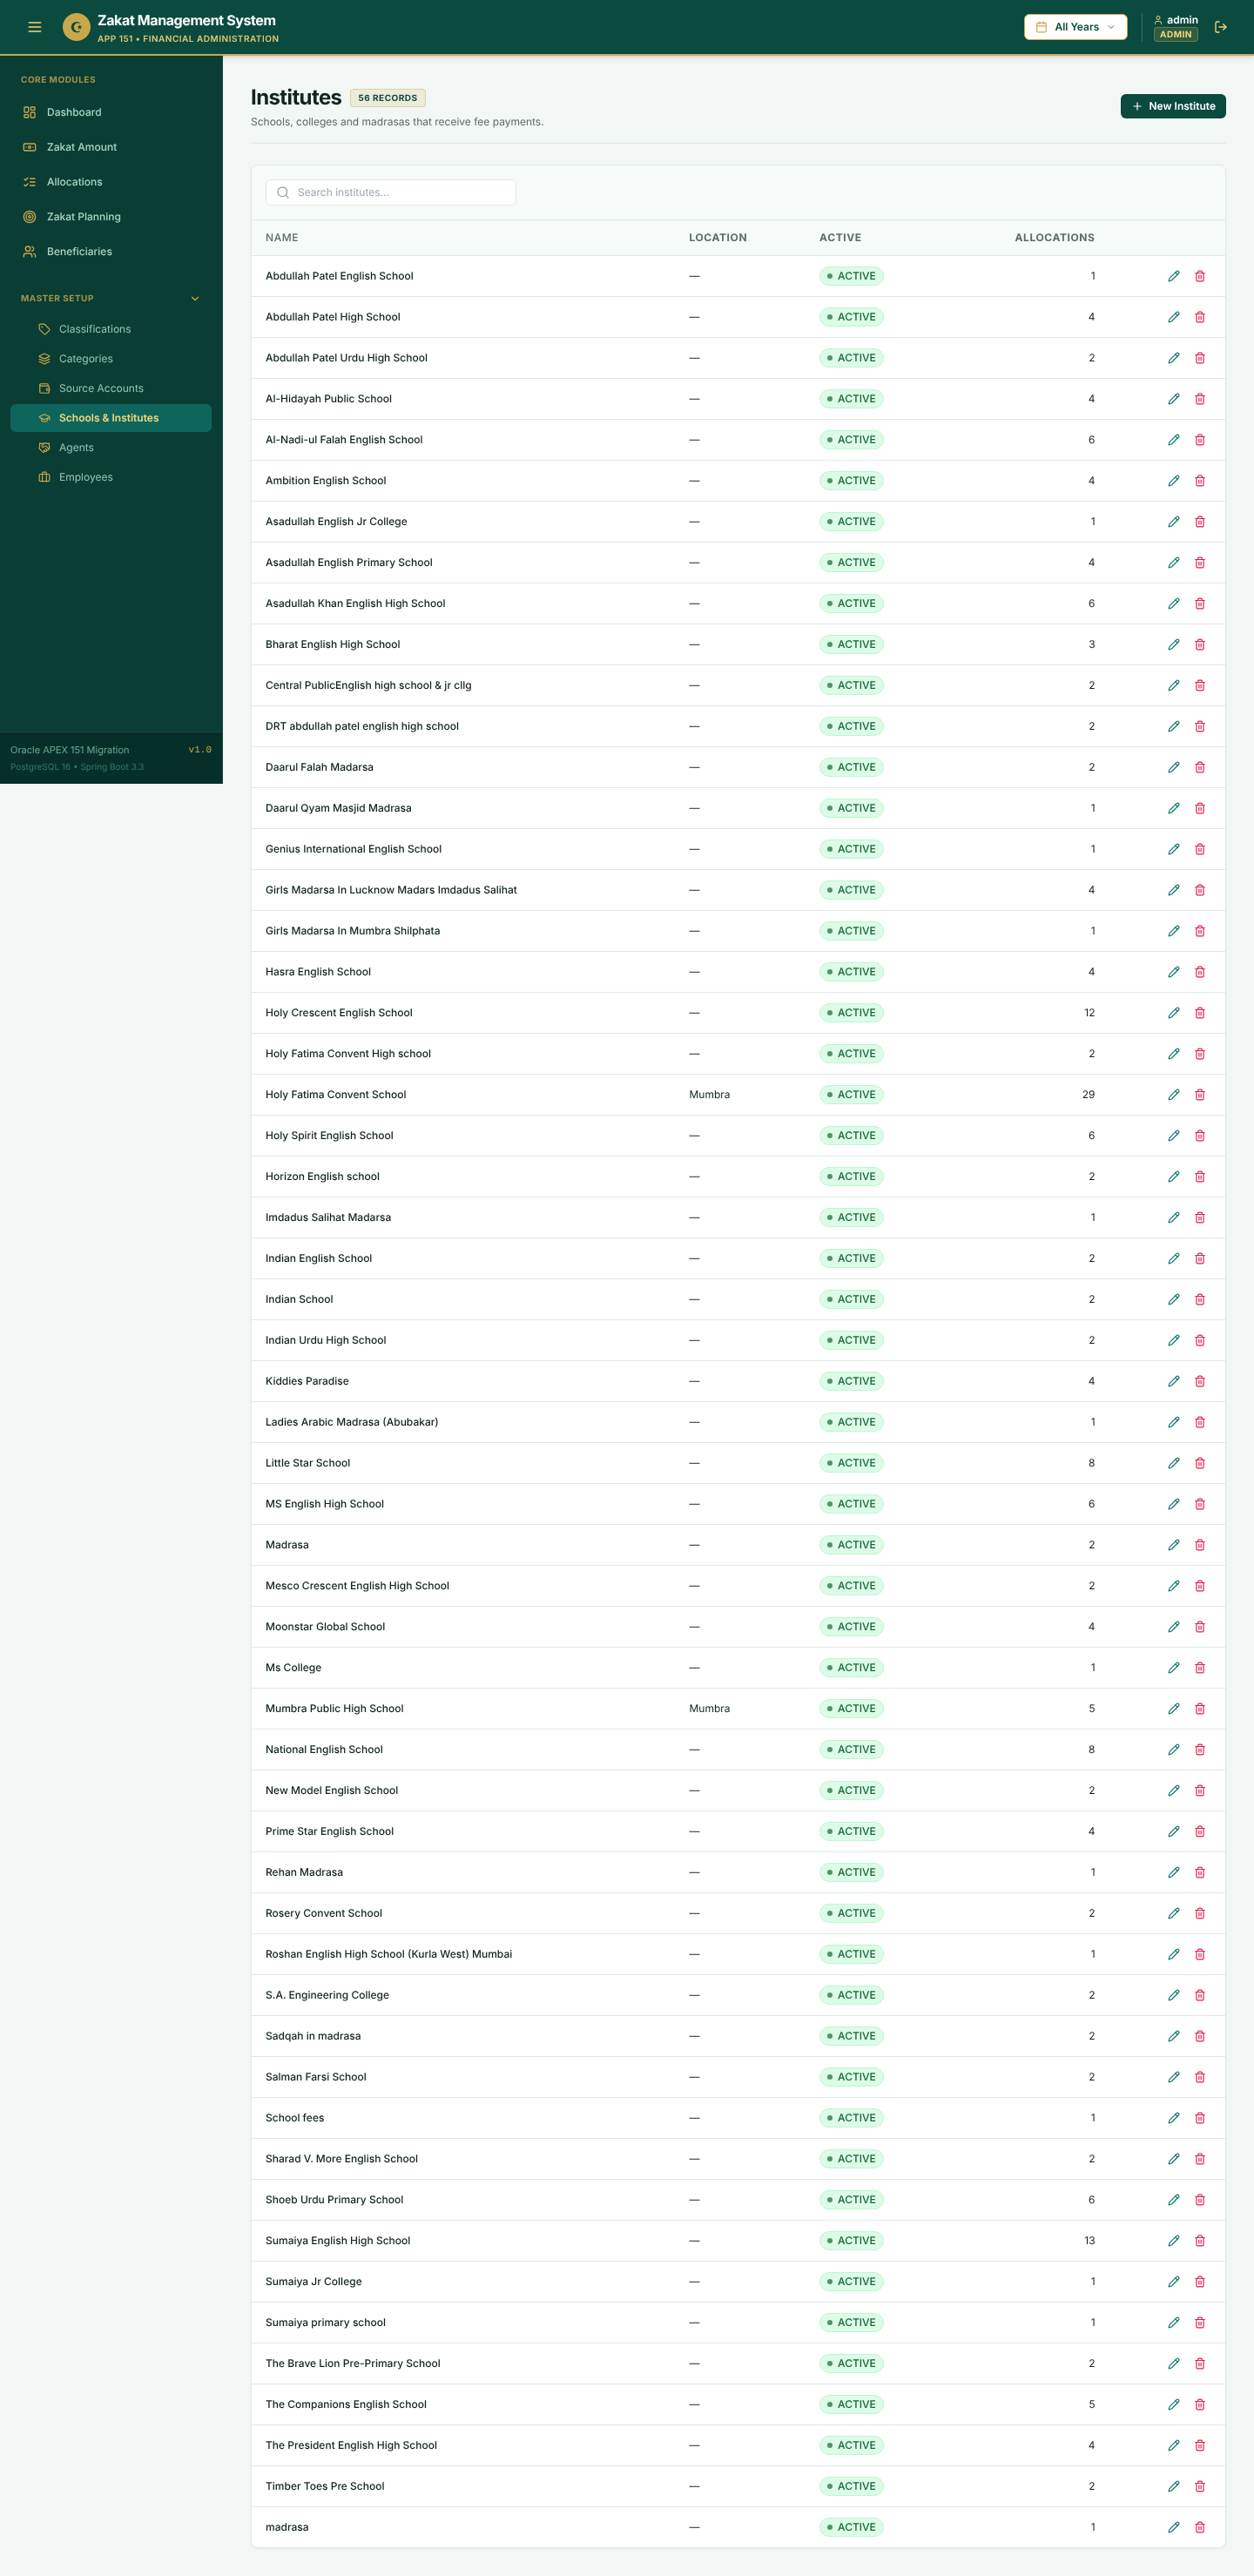 Zakat Management System
APP 151 • FINANCIAL ADMINISTRATION
All Years
admin
ADMIN
CORE MODULES
Dashboard
Zakat Amount
Allocations
Zakat Planning
Beneficiaries
MASTER SETUP
Classifications
Categories
Source Accounts
Schools & Institutes
Agents
Employees
Oracle APEX 151 Migration v1.0
PostgreSQL 16 • Spring Boot 3.3
Institutes 56 RECORDS
Schools, colleges and madrasas that receive fee payments.
+ New Institute
Search institutes...
NAME LOCATION ACTIVE ALLOCATIONS
Abdullah Patel English School — ACTIVE 1
Abdullah Patel High School — ACTIVE 4
Abdullah Patel Urdu High School — ACTIVE 2
Al-Hidayah Public School — ACTIVE 4
Al-Nadi-ul Falah English School — ACTIVE 6
Ambition English School — ACTIVE 4
Asadullah English Jr College — ACTIVE 1
Asadullah English Primary School — ACTIVE 4
Asadullah Khan English High School — ACTIVE 6
Bharat English High School — ACTIVE 3
Central PublicEnglish high school & jr cllg — ACTIVE 2
DRT abdullah patel english high school — ACTIVE 2
Daarul Falah Madarsa — ACTIVE 2
Daarul Qyam Masjid Madrasa — ACTIVE 1
Genius International English School — ACTIVE 1
Girls Madarsa In Lucknow Madars Imdadus Salihat — ACTIVE 4
Girls Madarsa In Mumbra Shilphata — ACTIVE 1
Hasra English School — ACTIVE 4
Holy Crescent English School — ACTIVE 12
Holy Fatima Convent High school — ACTIVE 2
Holy Fatima Convent School Mumbra ACTIVE 29
Holy Spirit English School — ACTIVE 6
Horizon English school — ACTIVE 2
Imdadus Salihat Madarsa — ACTIVE 1
Indian English School — ACTIVE 2
Indian School — ACTIVE 2
Indian Urdu High School — ACTIVE 2
Kiddies Paradise — ACTIVE 4
Ladies Arabic Madrasa (Abubakar) — ACTIVE 1
Little Star School — ACTIVE 8
MS English High School — ACTIVE 6
Madrasa — ACTIVE 2
Mesco Crescent English High School — ACTIVE 2
Moonstar Global School — ACTIVE 4
Ms College — ACTIVE 1
Mumbra Public High School Mumbra ACTIVE 5
National English School — ACTIVE 8
New Model English School — ACTIVE 2
Prime Star English School — ACTIVE 4
Rehan Madrasa — ACTIVE 1
Rosery Convent School — ACTIVE 2
Roshan English High School (Kurla West) Mumbai — ACTIVE 1
S.A. Engineering College — ACTIVE 2
Sadqah in madrasa — ACTIVE 2
Salman Farsi School — ACTIVE 2
School fees — ACTIVE 1
Sharad V. More English School — ACTIVE 2
Shoeb Urdu Primary School — ACTIVE 6
Sumaiya English High School — ACTIVE 13
Sumaiya Jr College — ACTIVE 1
Sumaiya primary school — ACTIVE 1
The Brave Lion Pre-Primary School — ACTIVE 2
The Companions English School — ACTIVE 5
The President English High School — ACTIVE 4
Timber Toes Pre School — ACTIVE 2
madrasa — ACTIVE 1